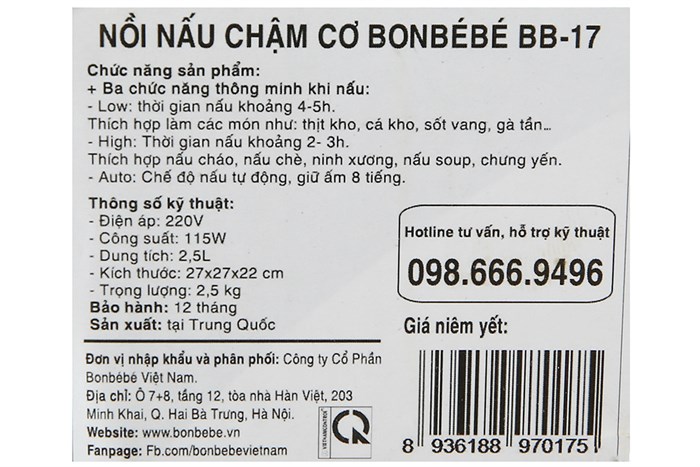 NỒI NẤU CHẬM CƠ BONBÉBÉ BB-17
Chức năng sản phẩm:
+ Ba chức năng thông minh khi nấu:
- Low: thời gian nấu khoảng 4-5h.
Thích hợp làm các món như: thịt kho, cá kho, sốt vang, gà tần...
- High: Thời gian nấu khoảng 2- 3h.
Thích hợp nấu cháo, nấu chè, ninh xương, nấu soup, chưng yến.
- Auto: Chế độ nấu tự động, giữ ấm 8 tiếng.
Thông số kỹ thuật:
- Điện áp: 220V
- Công suất: 115W
- Dung tích: 2,5L
- Kích thước: 27x27x22 cm
- Trọng lượng: 2,5 kg
Bảo hành: 12 tháng
Sản xuất: tại Trung Quốc
Hotline tư vấn, hỗ trợ kỹ thuật
098.666.9496
Giá niêm yết:
Đơn vị nhập khẩu và phân phối: Công ty Cổ Phần
Bonbébé Việt Nam.
Địa chỉ: Ô 7+8, tầng 12, tòa nhà Hàn Việt, 203
Minh Khai, Q. Hai Bà Trưng, Hà Nội.
Website: www.bonbebe.vn
Fanpage: Fb.com/bonbebevietnam
VIETNAMCONTROL
8 936188 970175